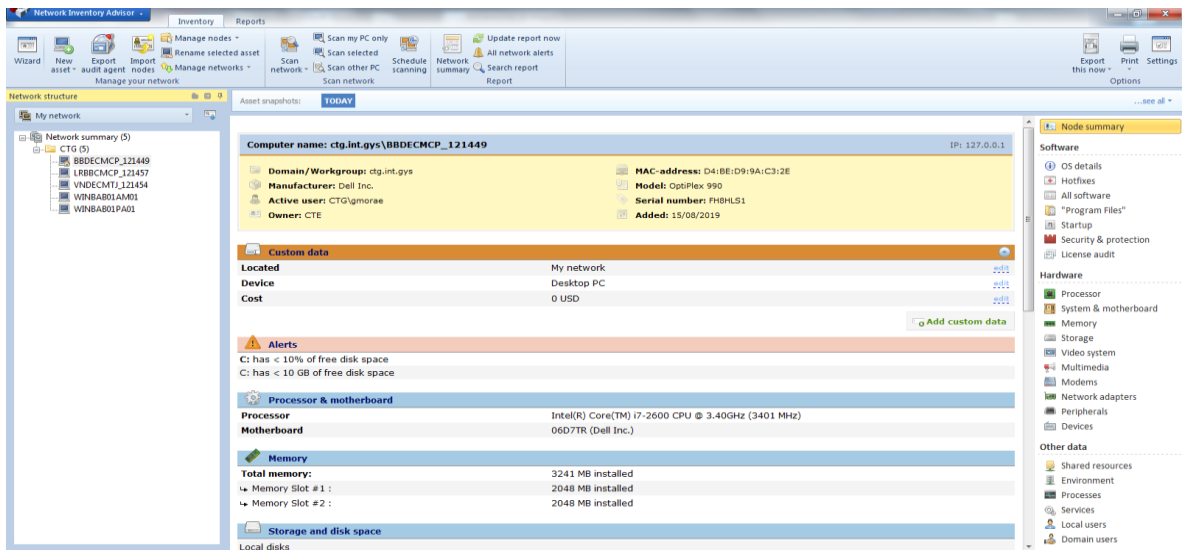 Network Inventory Advisor
Inventory Reports
Wizard
New asset
Export audit agent
Import nodes
Manage nodes
Rename selected asset
Manage networks
Manage your network
Scan network
Scan my PC only
Scan selected
Scan other PC
Schedule scanning
Scan network
Network summary
Update report now
All network alerts
Search report
Report
Export this now
Print
Settings
Options
Network structure
My network
Network summary (5)
CTG (5)
BBDECMCP_121449
LRBBCMCP_121457
VNDECMTJ_121454
WINBAB01AM01
WINBAB01PA01
Asset snapshots: TODAY ...see all
Computer name: ctg.int.gys\BBDECMCP_121449 IP: 127.0.0.1
Domain/Workgroup: ctg.int.gys MAC-address: D4:BE:D9:9A:C3:2E
Manufacturer: Dell Inc. Model: OptiPlex 990
Active user: CTG\gmorae Serial number: FH8HLS1
Owner: CTE Added: 15/08/2019
Custom data
Located My network edit
Device Desktop PC edit
Cost 0 USD edit
Add custom data
Alerts
C: has < 10% of free disk space
C: has < 10 GB of free disk space
Processor & motherboard
Processor Intel(R) Core(TM) i7-2600 CPU @ 3.40GHz (3401 MHz)
Motherboard 06D7TR (Dell Inc.)
Memory
Total memory: 3241 MB installed
↳ Memory Slot #1 : 2048 MB installed
↳ Memory Slot #2 : 2048 MB installed
Storage and disk space
Local disks
Node summary
Software
OS details
Hotfixes
All software
"Program Files"
Startup
Security & protection
License audit
Hardware
Processor
System & motherboard
Memory
Storage
Video system
Multimedia
Modems
Network adapters
Peripherals
Devices
Other data
Shared resources
Environment
Processes
Services
Local users
Domain users